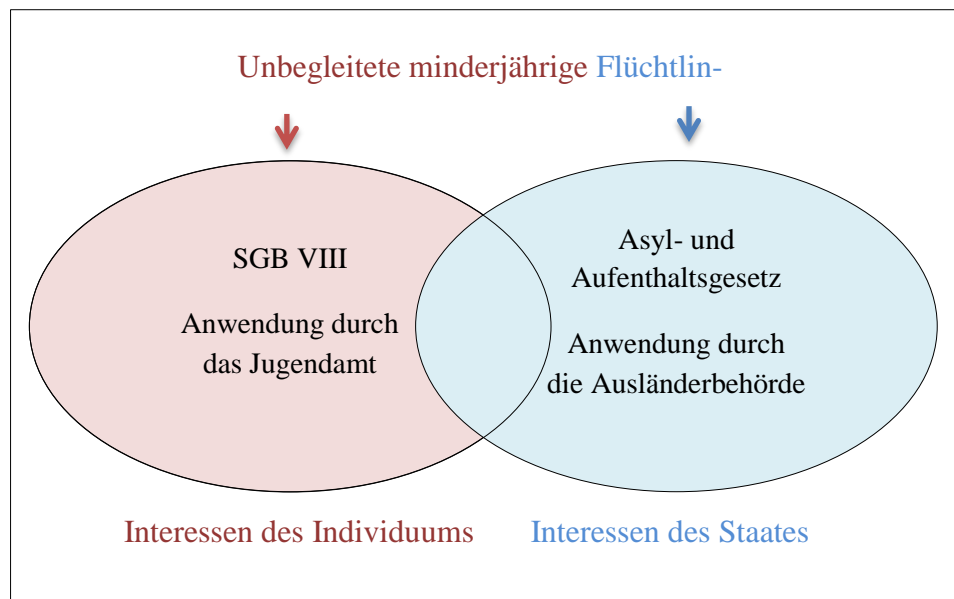 Unbegleitete minderjährige Flüchtlin-
SGB VIII
Anwendung durch
das Jugendamt
Asyl- und
Aufenthaltsgesetz
Anwendung durch
die Ausländerbehörde
Interessen des Individuums
Interessen des Staates